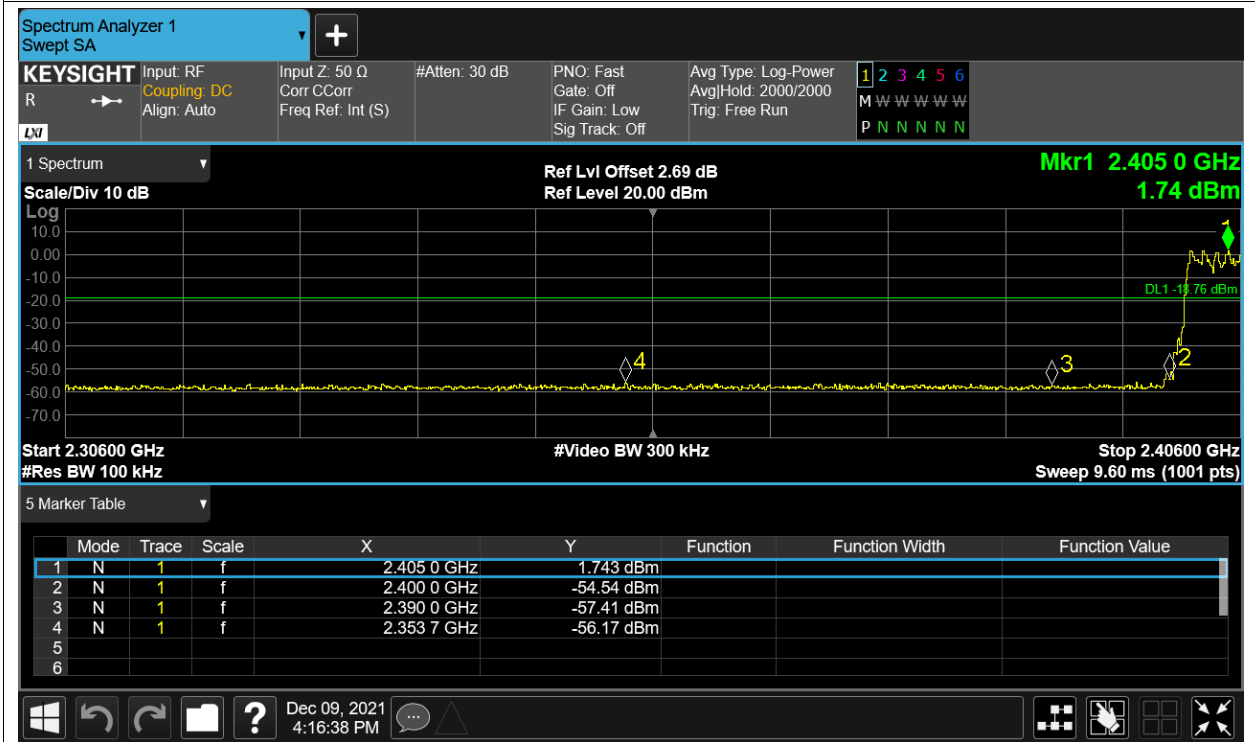 Spectrum Analyzer 1
Swept SA
KEYSIGHT Input: RF Input Z: 50 Ω #Atten: 30 dB PNO: Fast Avg Type: Log-Power 1 2 3 4 5 6
R Coupling: DC Corr CCorr Gate: Off Avg|Hold: 2000/2000 M W W W W W
Align: Auto Freq Ref: Int (S) IF Gain: Low Trig: Free Run
LXI Sig Track: Off P N N N N N
1 Spectrum Ref Lvl Offset 2.69 dB Mkr1 2.405 0 GHz
Scale/Div 10 dB Ref Level 20.00 dBm 1.74 dBm
Log
10.0
0.00
-10.0
DL1 -18.76 dBm
-20.0
-30.0
-40.0
4 3 2
-50.0
-60.0
-70.0
Start 2.30600 GHz #Video BW 300 kHz Stop 2.40600 GHz
#Res BW 100 kHz Sweep 9.60 ms (1001 pts)
5 Marker Table
Mode Trace Scale X Y Function Function Width Function Value
1 N 1 f 2.405 0 GHz 1.743 dBm
2 N 1 f 2.400 0 GHz -54.54 dBm
3 N 1 f 2.390 0 GHz -57.41 dBm
4 N 1 f 2.353 7 GHz -56.17 dBm
5
6
? Dec 09, 2021
4:16:38 PM